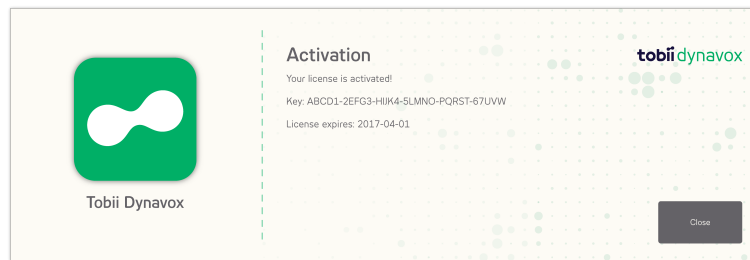 Activation
tobii dynavox
Your license is activated!
Key: ABCD1-2EFG3-HIJK4-5LMNO-PQRST-67UVW
License expires: 2017-04-01
Tobii Dynavox
Close